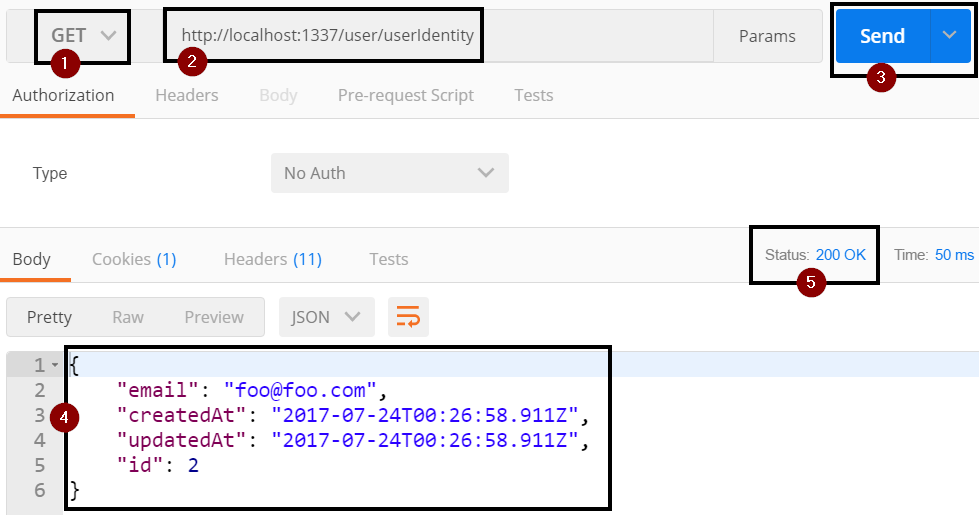 GET http://localhost:1337/user/userIdentity Params Send
1 2 3
Authorization Headers Body Pre-request Script Tests
Type No Auth
Body Cookies (1) Headers (11) Tests Status: 200 OK Time: 50 ms
5
Pretty Raw Preview JSON
1 {
2 "email": "foo@foo.com",
3 "createdAt": "2017-07-24T00:26:58.911Z",
4
4 "updatedAt": "2017-07-24T00:26:58.911Z",
5 "id": 2
6 }